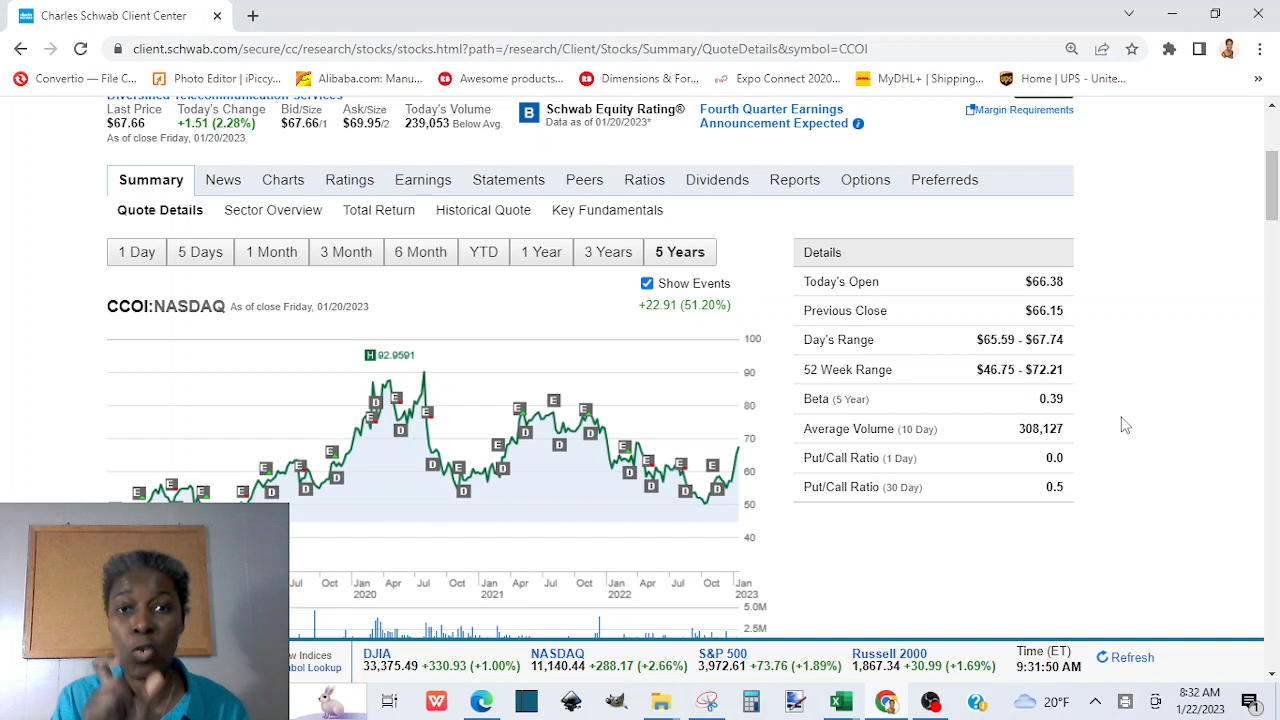 Charles Schwab
client.schwab.com/secure/cc/research/stocks/stocks.html?path=/research/Client/Stocks/Summary/QuoteDetails&symbol=CCOI
Convertio — File C... Photo Editor | iPiccy... Alibaba.com: Manu... Awesome products... Dimensions & For... Expo Connect 2020... MyDHL+ | Shipping... Home | UPS - Unite... »
Diversified Telecommunication Services
Last Price Today's Change Bid/Size Ask/Size Today's Volume B Schwab Equity Rating® Fourth Quarter Earnings Margin Requirements
$67.66 +1.51 (2.28%) $67.66/1 $69.95/2 239,053 Below Avg. Data as of 01/20/2023* Announcement Expected i
As of close Friday, 01/20/2023
Summary News Charts Ratings Earnings Statements Peers Ratios Dividends Reports Options Preferreds
Quote Details Sector Overview Total Return Historical Quote Key Fundamentals
1 Day 5 Days 1 Month 3 Month 6 Month YTD 1 Year 3 Years 5 Years
Show Events
CCOI:NASDAQ As of close Friday, 01/20/2023 +22.91 (51.20%)
100
H 92.9591
90
80
70
60
50
40
Jul Oct Jan Apr Jul Oct Jan Apr Jul Oct Jan Apr Jul Oct Jan
2020 2021 2022 2023
5.0M
2.5M
Details
Today's Open $66.38
Previous Close $66.15
Day's Range $65.59 - $67.74
52 Week Range $46.75 - $72.21
Beta (5 Year) 0.39
Average Volume (10 Day) 308,127
Put/Call Ratio (1 Day) 0.0
Put/Call Ratio (30 Day) 0.5
Indices DJIA NASDAQ S&P 500 Russell 2000 Time (ET)
Lookup 33,375.49 +330.93 (+1.00%) 11,140.44 +288.17 (+2.66%) 3,972.61 +73.76 (+1.89%) 1,867.34 +30.99 (+1.69%) 9:31:50 AM Refresh
20°F
8:32 AM
1/22/2023